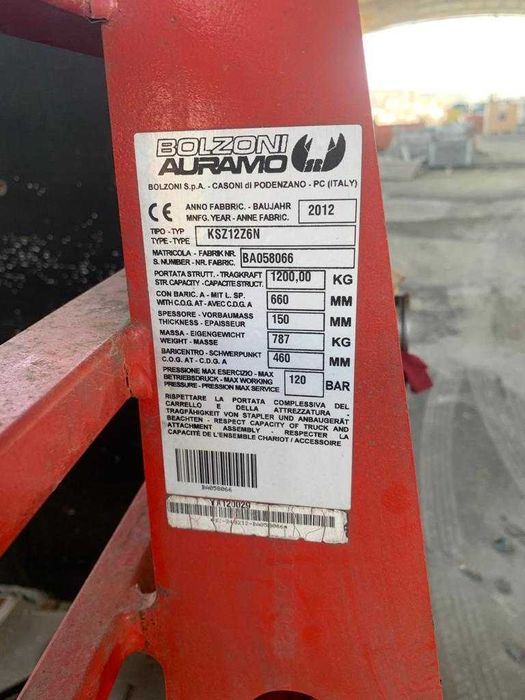 BOLZONI
AURAMO
BOLZONI S.p.A. - CASONI di PODENZANO - PC (ITALY)
CE
ANNO FABBRIC. - BAUJAHR
MNFG. YEAR - ANNE FABRIC.
2012
TIPO - TYP
TYPE - TYPE
KSZ12Z6N
MATRICOLA - FABRIK NR.
S. NUMBER - NR. FABRIC.
BA058066
PORTATA STRUTT. - TRAGKRAFT
STR. CAPACITY - CAPACITE STRUCT.
1200,00 KG
CON BARIC. A - MIT L. SP.
WITH C.O.G. AT - AVEC C.D.G. A
660 MM
SPESSORE - VORBAUMASS
THICKNESS - EPAISSEUR
150 MM
MASSA - EIGENGEWICHT
WEIGHT - MASSE
787 KG
BARICENTRO - SCHWERPUNKT
C.O.G. AT - C.D.G. A
460 MM
PRESSIONE MAX ESERCIZIO - MAX
BETRIEBSDRUCK - MAX WORKING
PRESSURE - PRESSION MAX SERVICE
120 BAR
RISPETTARE LA PORTATA COMPLESSIVA DEL
CARRELLO E DELLA ATTREZZATURA -
TRAGFÄHIGKEIT VON STAPLER UND ANBAUGERÄT
BEACHTEN - RESPECT CAPACITY OF TRUCK AND
ATTACHMENT ASSEMBLY - RESPECTER LA
CAPACITÉ DE L'ENSEMBLE CHARIOT / ACCESSOIRE
BA058066